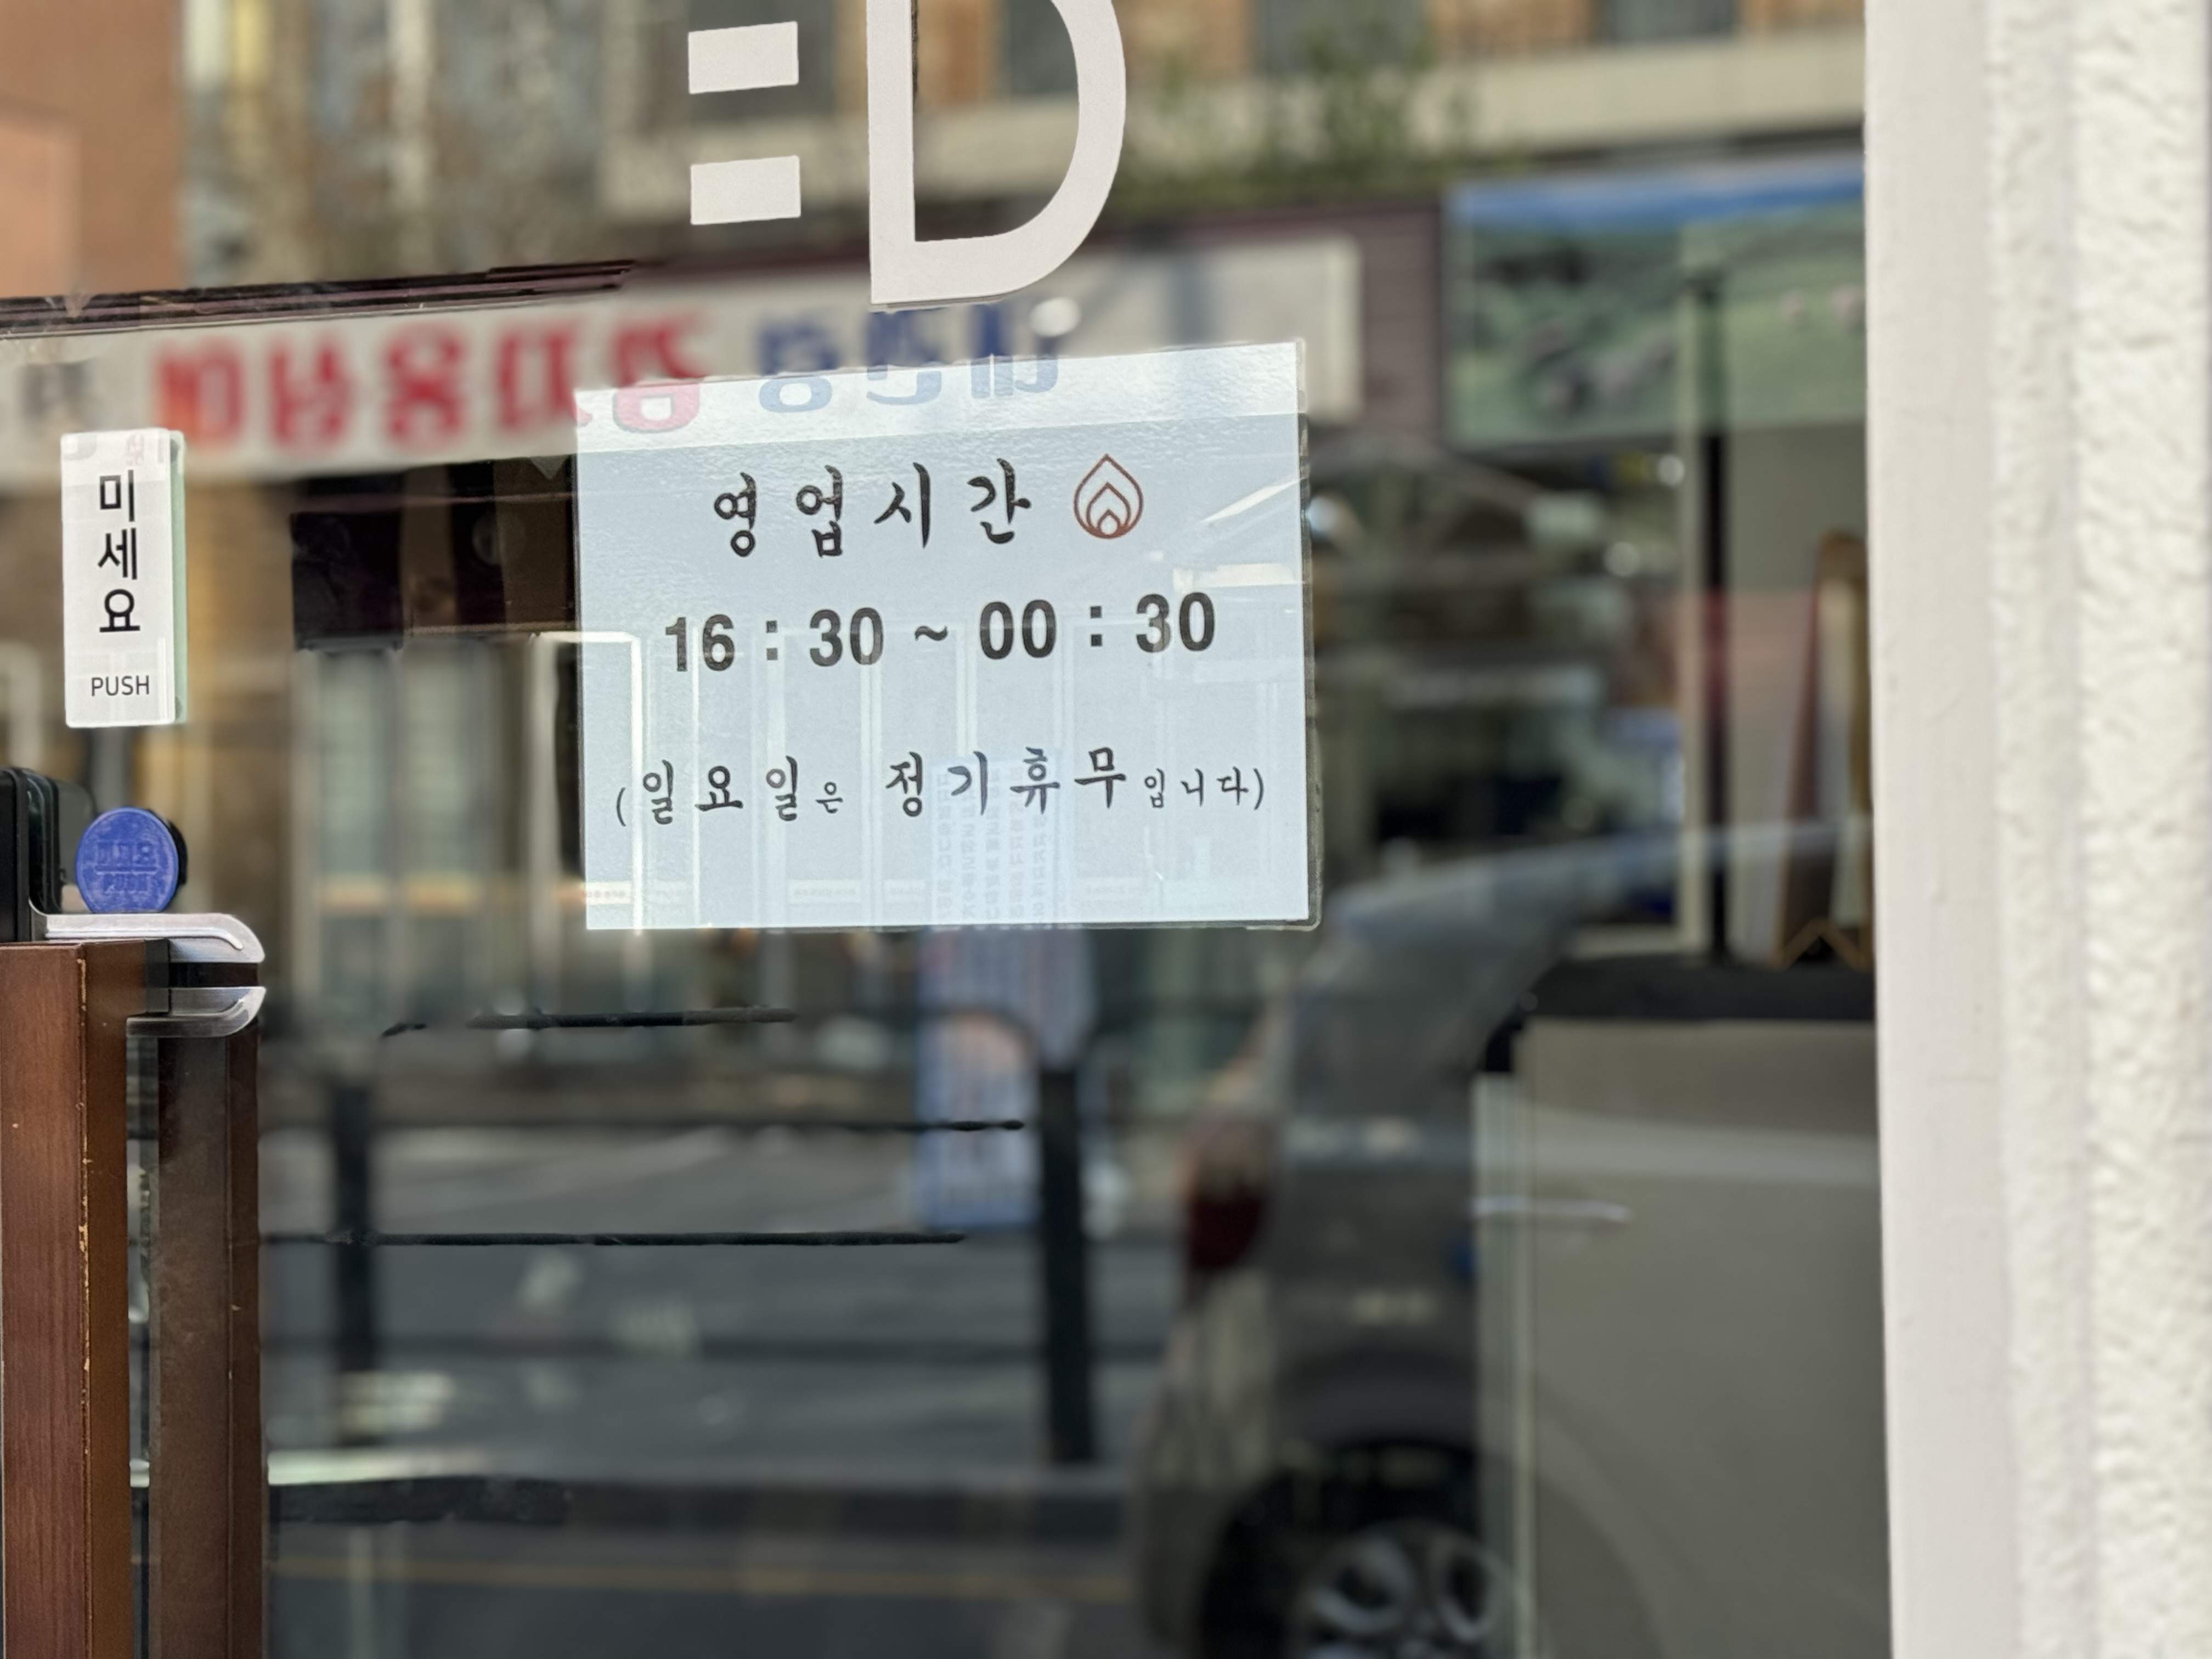 영업시간
16 : 30 ~ 00 : 30
(일요일은 정기휴무입니다)
미세요
PUSH